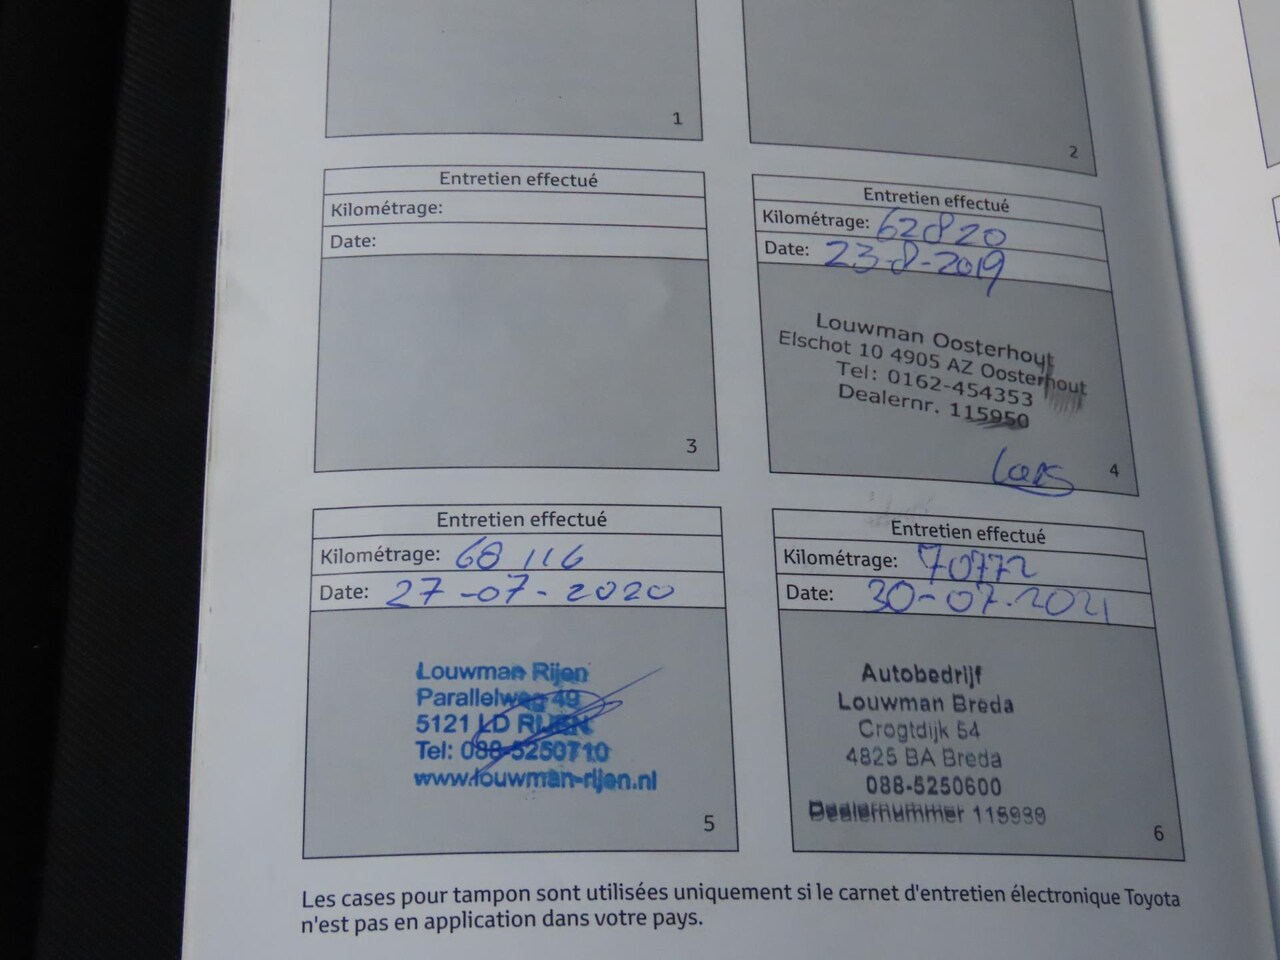 1
2
Entretien effectué
Kilométrage:
Date:
3
Entretien effectué
Kilométrage: 62820
Date: 23-8-2019
Louwman Oosterhout
Elschot 10 4905 AZ Oosterhout
Tel: 0162-454353
Dealernr. 115950
4
Entretien effectué
Kilométrage: 68 116
Date: 27-07-2020
Louwman Rijen
Parallelweg 49
5121 LD RIJEN
Tel: 088-5250710
www.louwman-rijen.nl
5
Entretien effectué
Kilométrage: 70772
Date: 30-07-2021
Autobedrijf
Louwman Breda
Crogtdijk 54
4825 BA Breda
088-5250600
Dealernummer
6
Les cases pour tampon sont utilisées uniquement si le carnet d'entretien électronique Toyota
n'est pas en application dans votre pays.